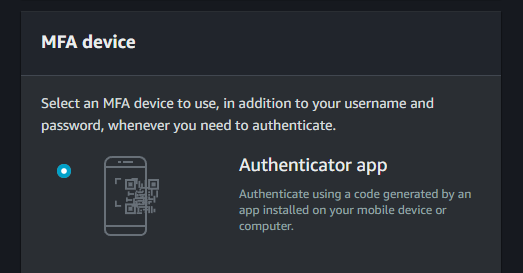 MFA device
Select an MFA device to use, in addition to your username and
password, whenever you need to authenticate.
Authenticator app
Authenticate using a code generated by an
app installed on your mobile device or
computer.